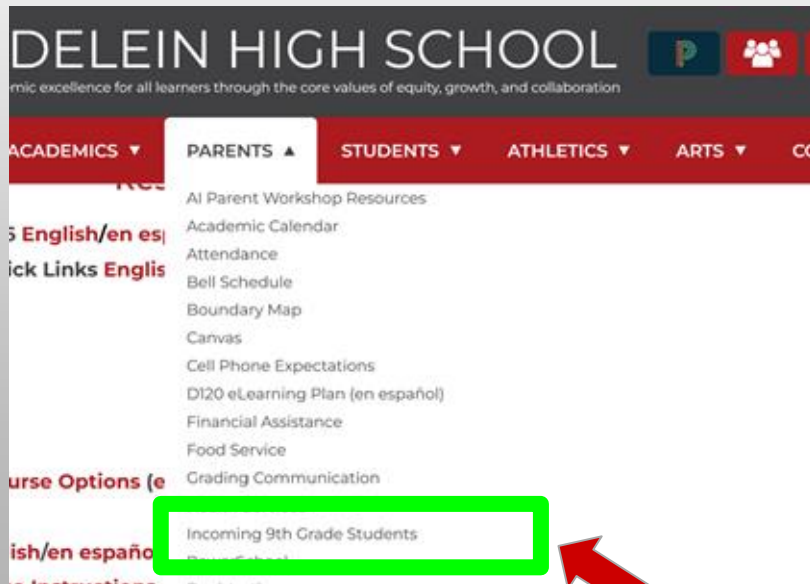 DELEIN HIGH SCHOOL
emic excellence for all learners through the core values of equity, growth, and collaboration
ACADEMICS ▼ PARENTS ▲ STUDENTS ▼ ATHLETICS ▼ ARTS ▼ CO
AI Parent Workshop Resources
English/en esp
Academic Calendar
Attendance
ick Links Englis
Bell Schedule
Boundary Map
Canvas
Cell Phone Expectations
D120 eLearning Plan (en español)
Financial Assistance
Food Service
urse Options (e
Grading Communication
Incoming 9th Grade Students
ish/en españo